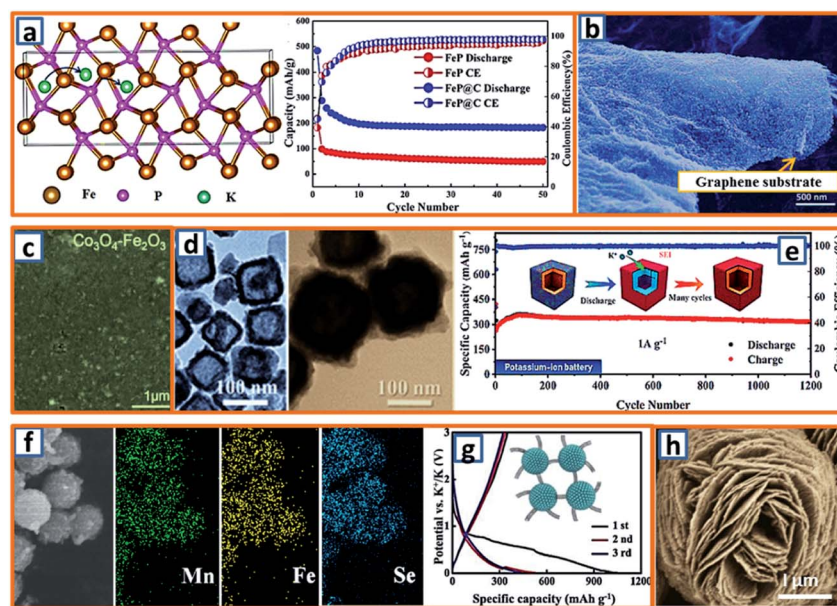 a
Fe
P
K
Capacity (mAh/g)
600
500
400
300
200
100
0
0 10 20 30 40 50
Cycle Number
100
80
60
40
20
0
Coulombic Efficiency(%)
FeP Discharge
FeP CE
FeP@C Discharge
FeP@C CE
b
Graphene substrate
500 nm
c
Co₃O₄-Fe₂O₃
1μm
d
100 nm
100 nm
e
Specific Capacity (mAh g⁻¹)
750
600
450
300
150
0
K⁺
SEI
Discharge
Many cycles
1A g⁻¹
Discharge
Charge
Potassium-ion battery
0 200 400 600 800 1000 1200
Cycle Number
80
60
40
20
0
f
Mn
Fe
Se
g
Potential vs. K⁺/K (V)
3
2
1
0
1 st
2 nd
3 rd
0 300 600 900 1200
Specific capacity (mAh g⁻¹)
h
1 μm